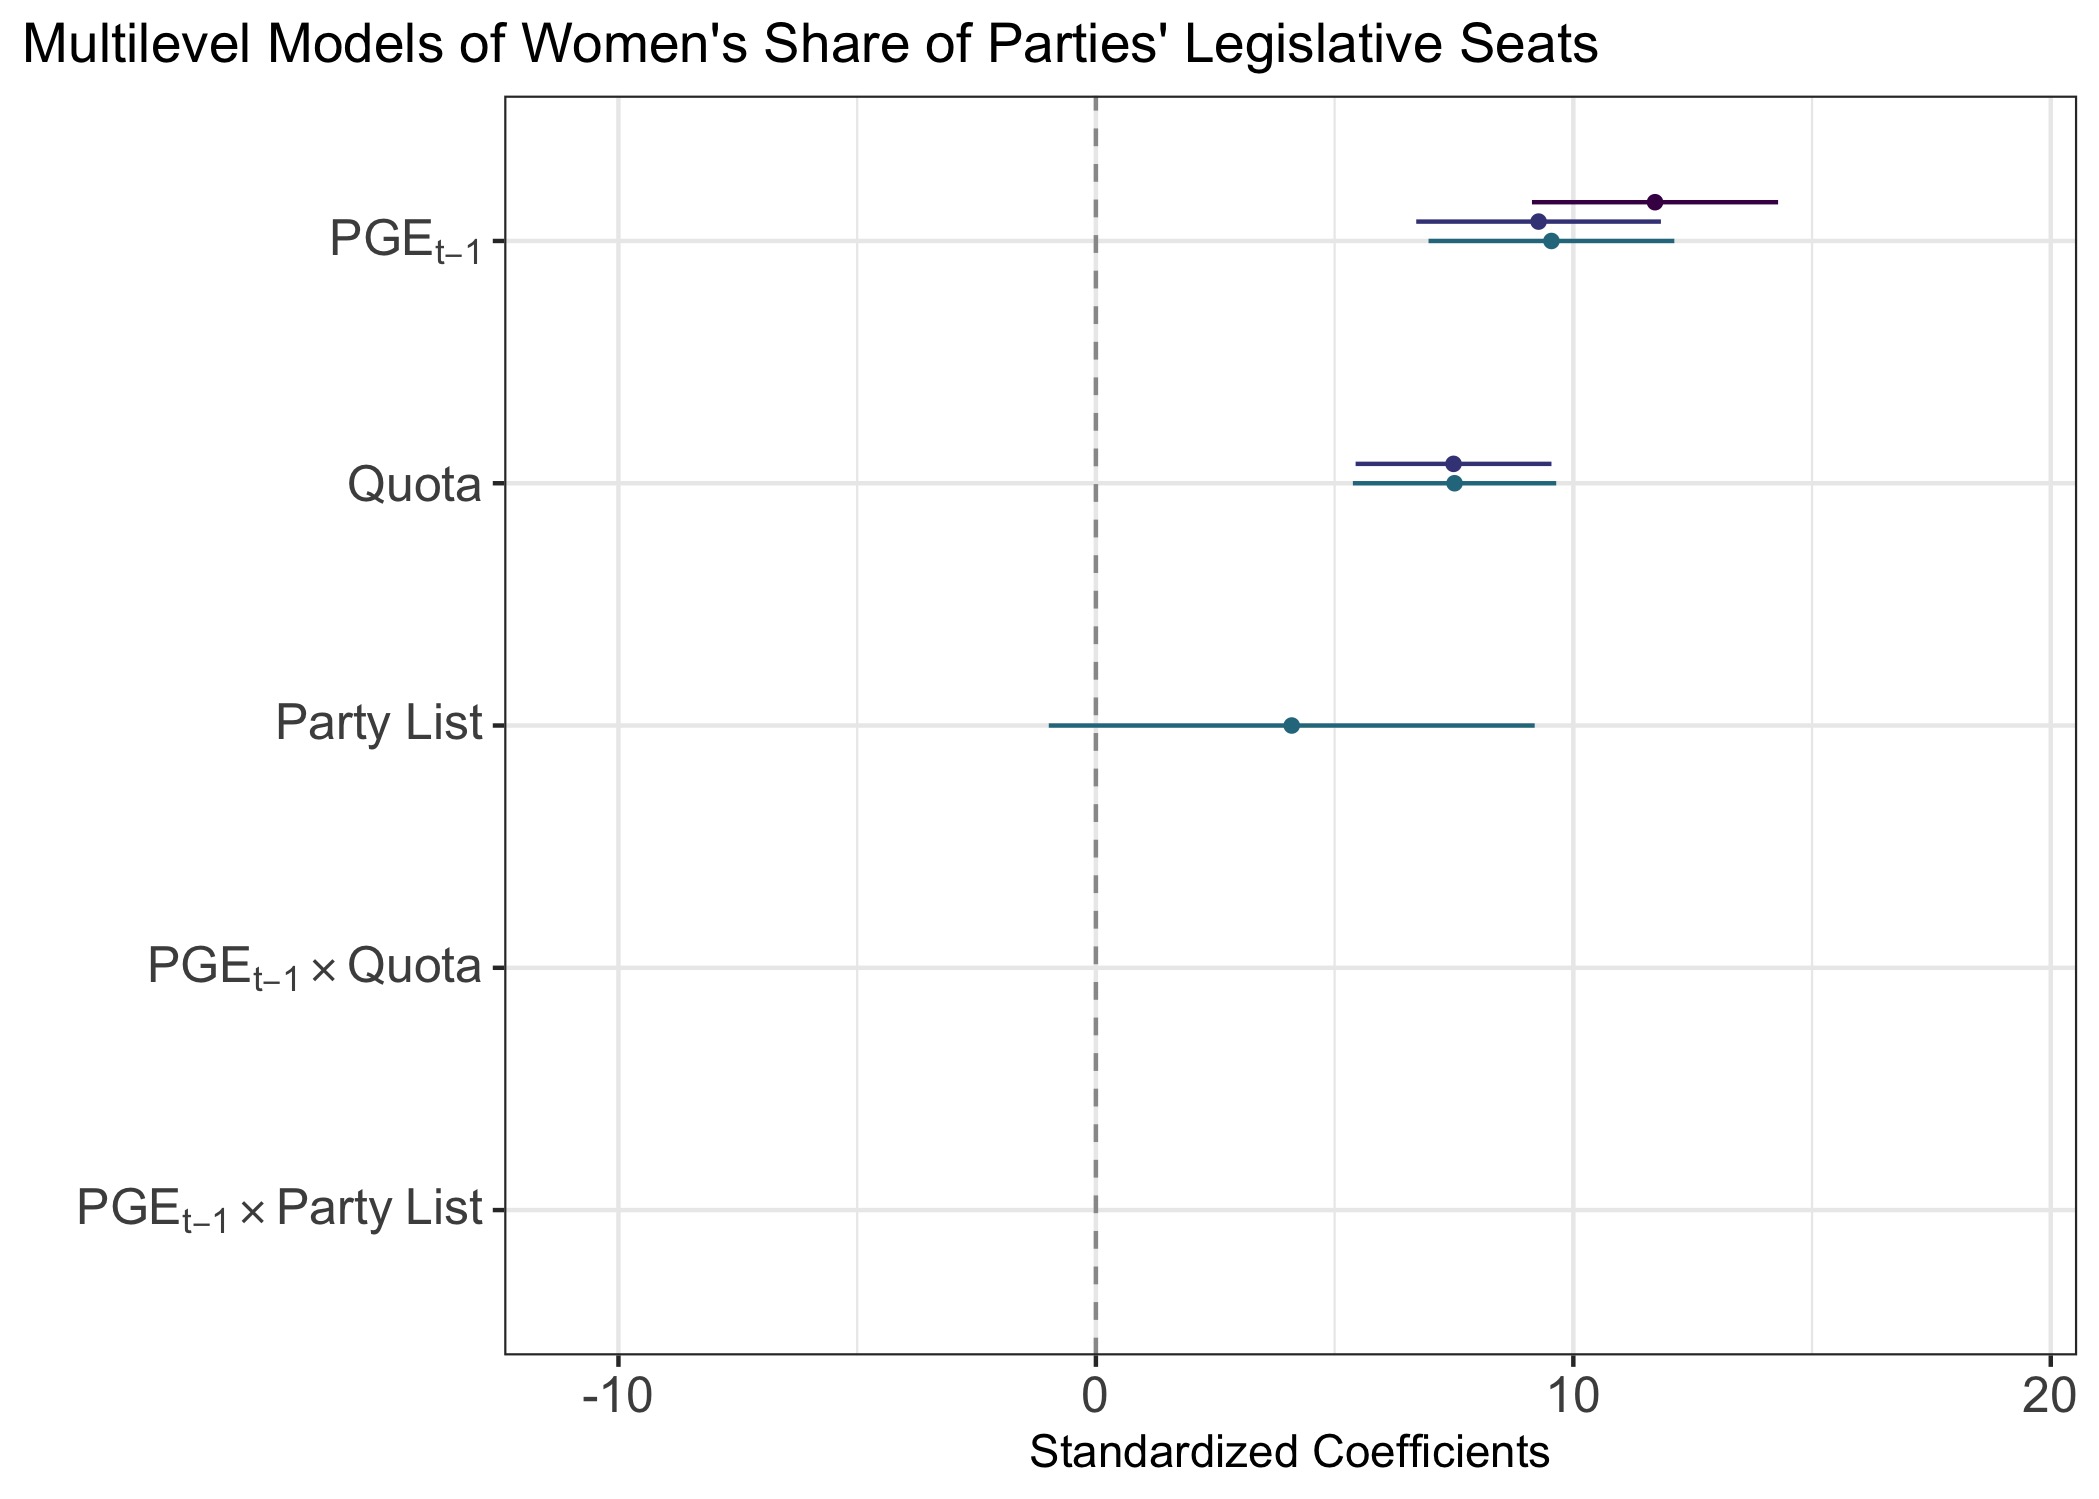 Multilevel Models of Women's Share of Parties' Legislative Seats
PGEt−1
Quota
Party List
PGEt−1 × Quota
PGEt−1 × Party List
-10 0 10 20
Standardized Coefficients